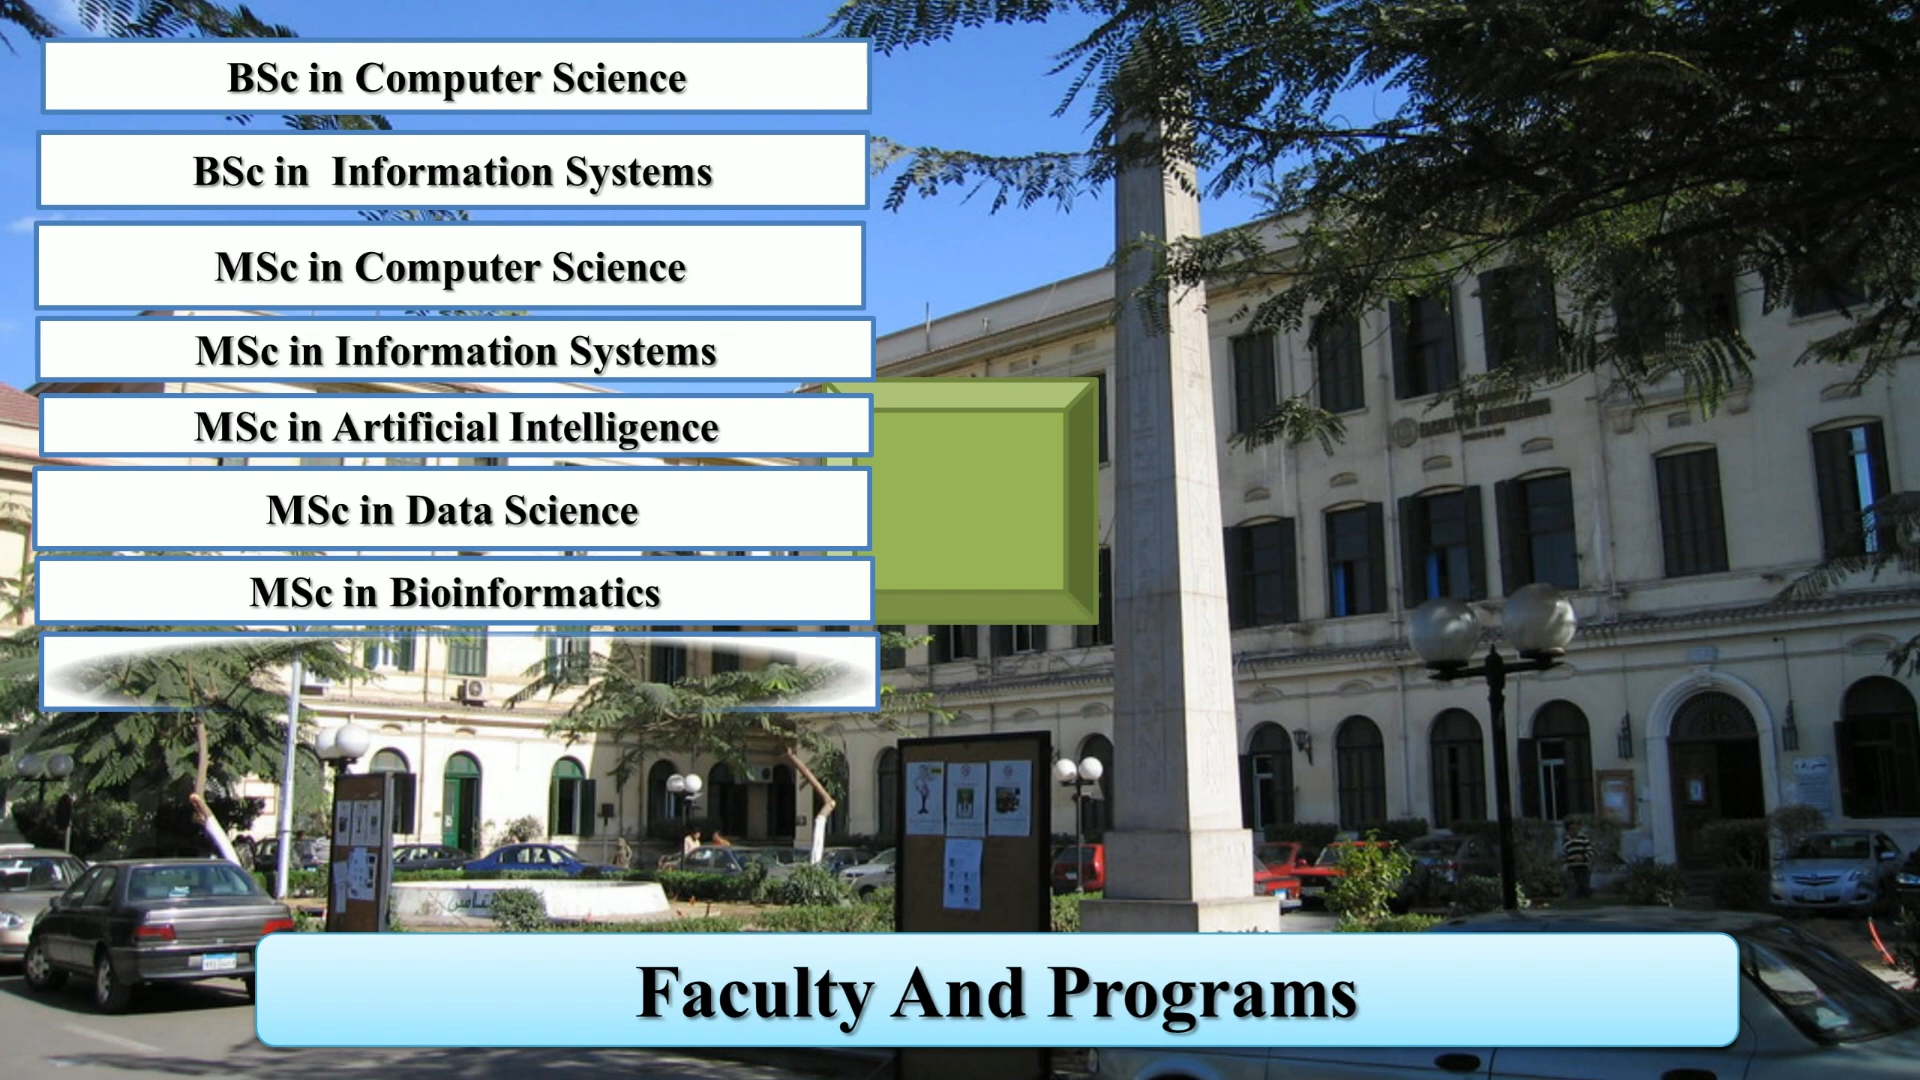 BSc in Computer Science
BSc in  Information Systems
MSc in Computer Science
MSc in Information Systems
MSc in Artificial Intelligence
MSc in Data Science
MSc in Bioinformatics
Faculty And Programs